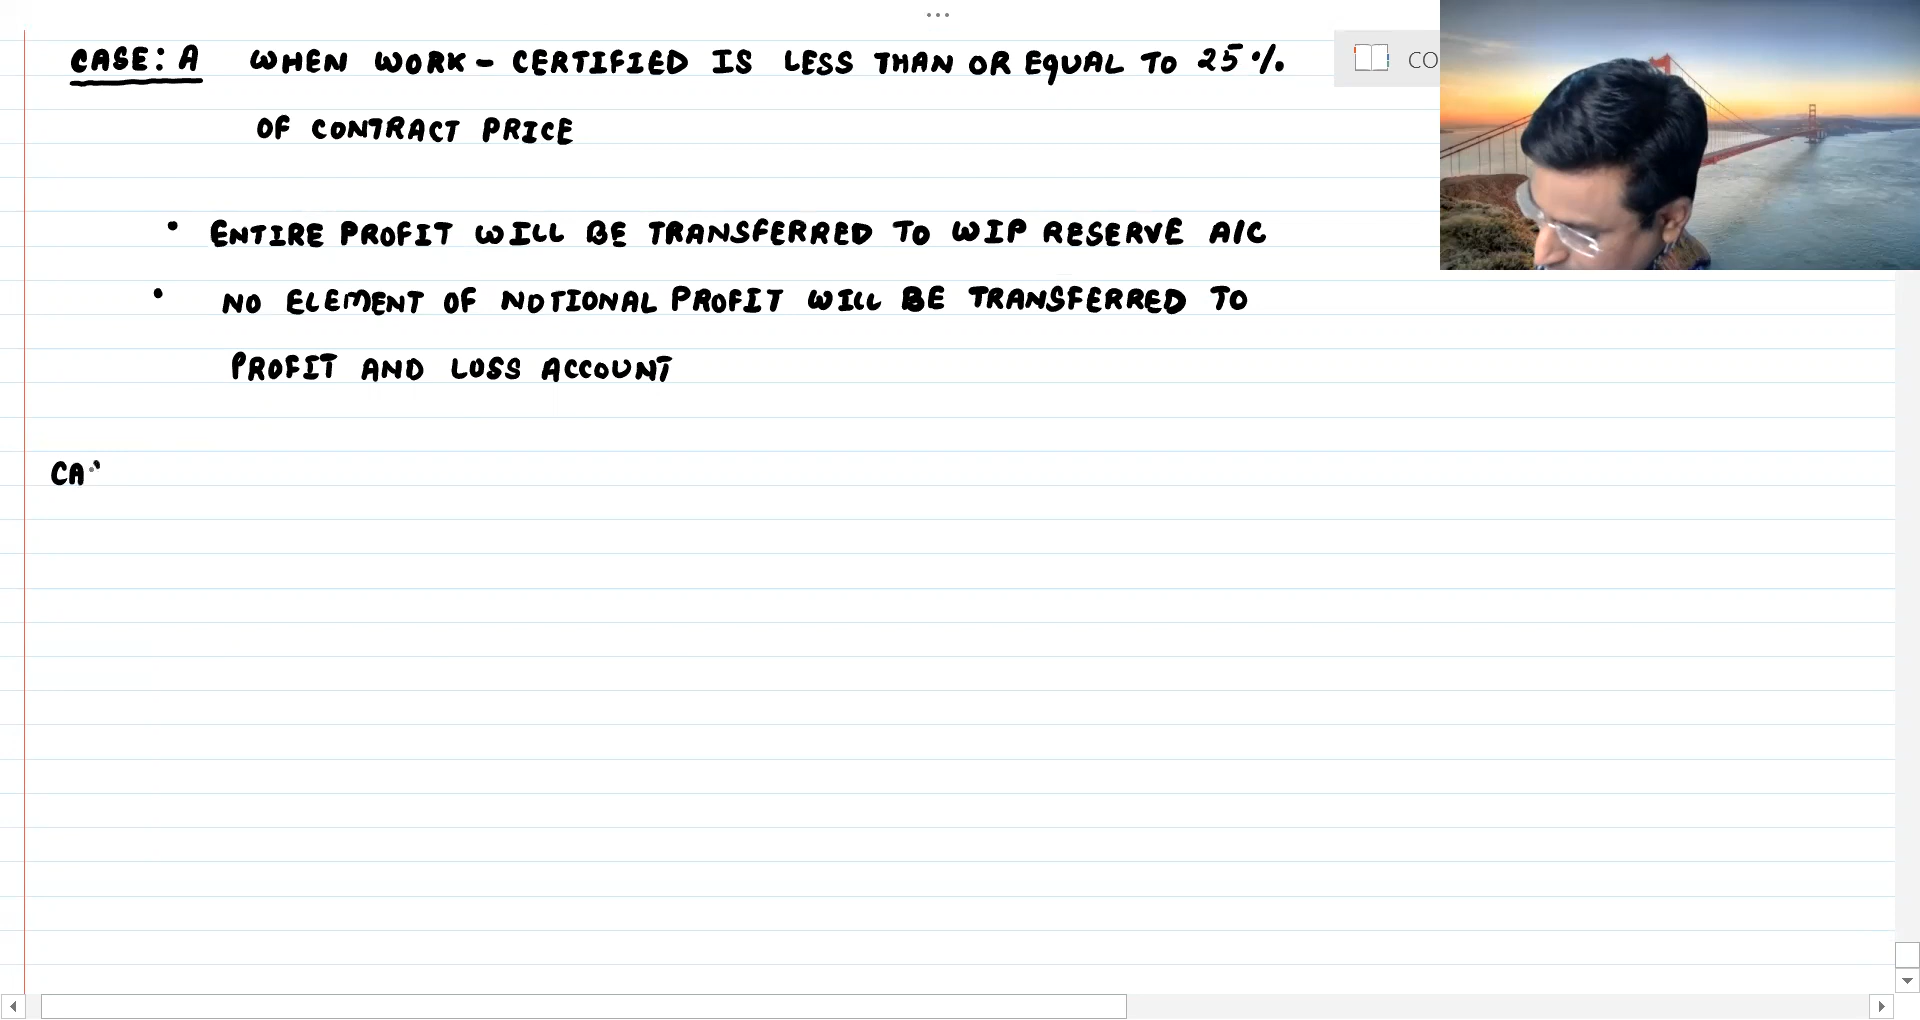 CASE: A WHEN WORK - CERTIFIED IS LESS THAN OR EQUAL TO 25%
CO
OF CONTRACT PRICE
• ENTIRE PROFIT WILL BE TRANSFERRED TO WIP RESERVE A/C
• NO ELEMENT OF NOTIONAL PROFIT WILL BE TRANSFERRED TO
PROFIT AND LOSS ACCOUNT
CA